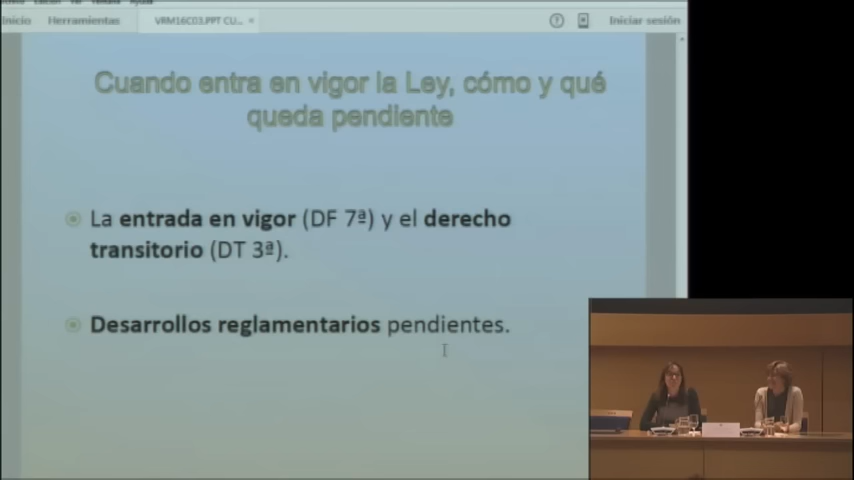 Inicio Herramientas VRM16C03.PPT CU... × Iniciar sesión
Cuando entra en vigor la Ley, cómo y qué
queda pendiente
La entrada en vigor (DF 7ª) y el derecho
transitorio (DT 3ª).
Desarrollos reglamentarios pendientes.